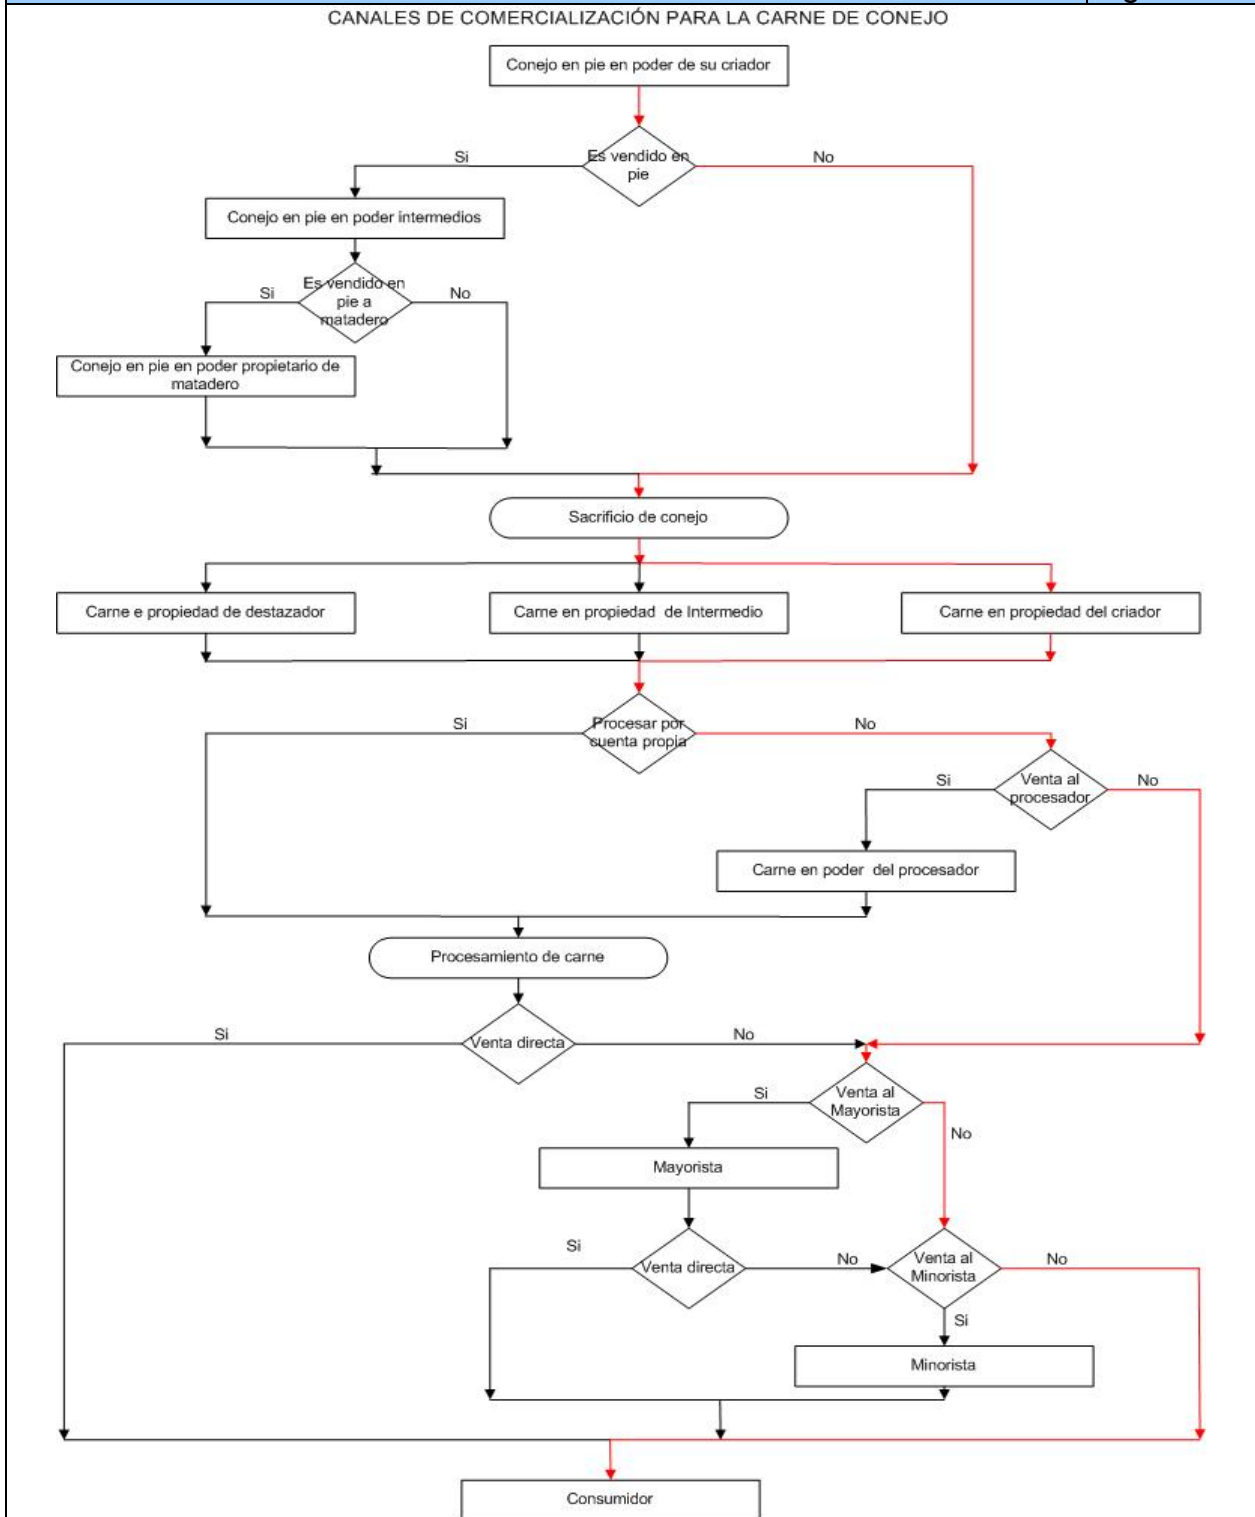 CANALES DE COMERCIALIZACIÓN PARA LA CARNE DE CONEJO
Conejo en pie en poder de su criador
Es vendido en
pie
Si
No
Conejo en pie en poder intermedios
Es vendido en
pie a
matadero
Si
No
Conejo en pie en poder propietario de
matadero
Sacrificio de conejo
Carne e propiedad de destazador
Carne en propiedad de Intermedio
Carne en propiedad del criador
Procesar por
cuenta propia
Si
No
Venta al
procesador
Si
No
Carne en poder del procesador
Procesamiento de carne
Venta directa
Si
No
Venta al
Mayorista
Si
No
Mayorista
Venta directa
Si
No
Venta al
Minorista
No
Si
Minorista
Consumidor